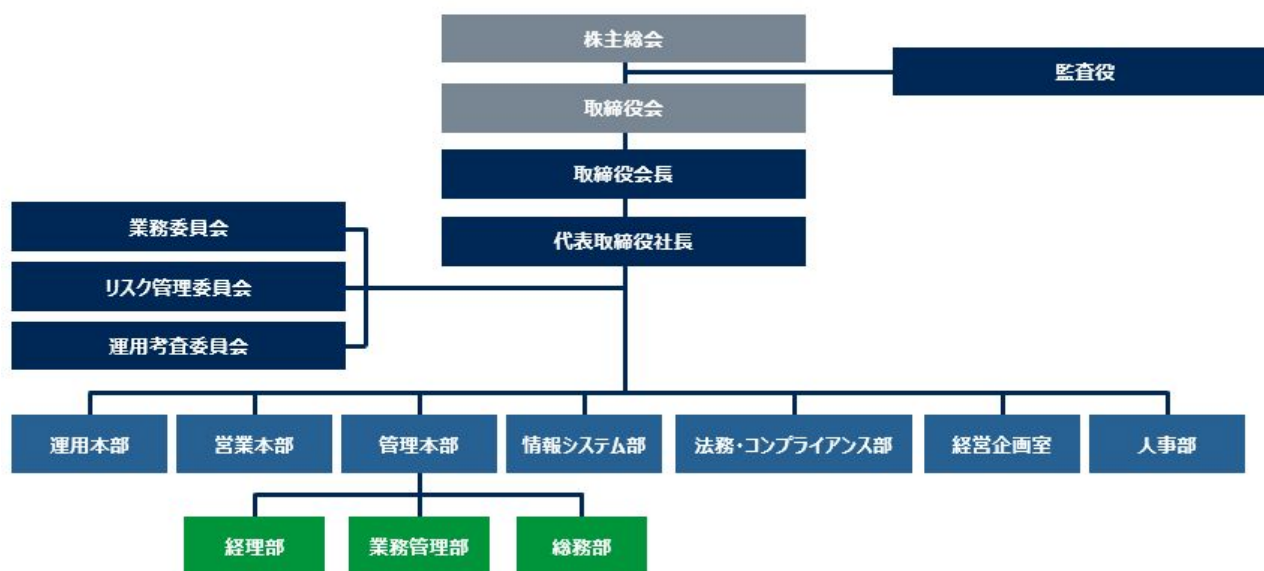 株主総会
監査役
取締役会
取締役会長
代表取締役社長
業務委員会
リスク管理委員会
運用考査委員会
運用本部
営業本部
管理本部
情報システム部
法務・コンプライアンス部
経営企画室
人事部
経理部
業務管理部
総務部